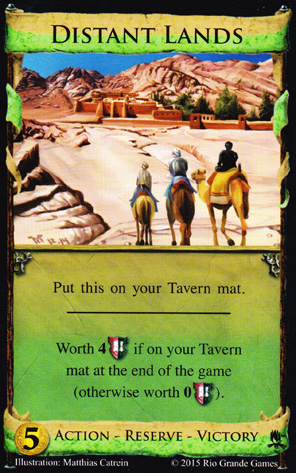 DISTANT LANDS
Put this on your Tavern mat.
Worth 4 if on your Tavern
mat at the end of the game
(otherwise worth 0).
5 ACTION - RESERVE - VICTORY
Illustration: Matthias Catrein © 2015 Rio Grande Games